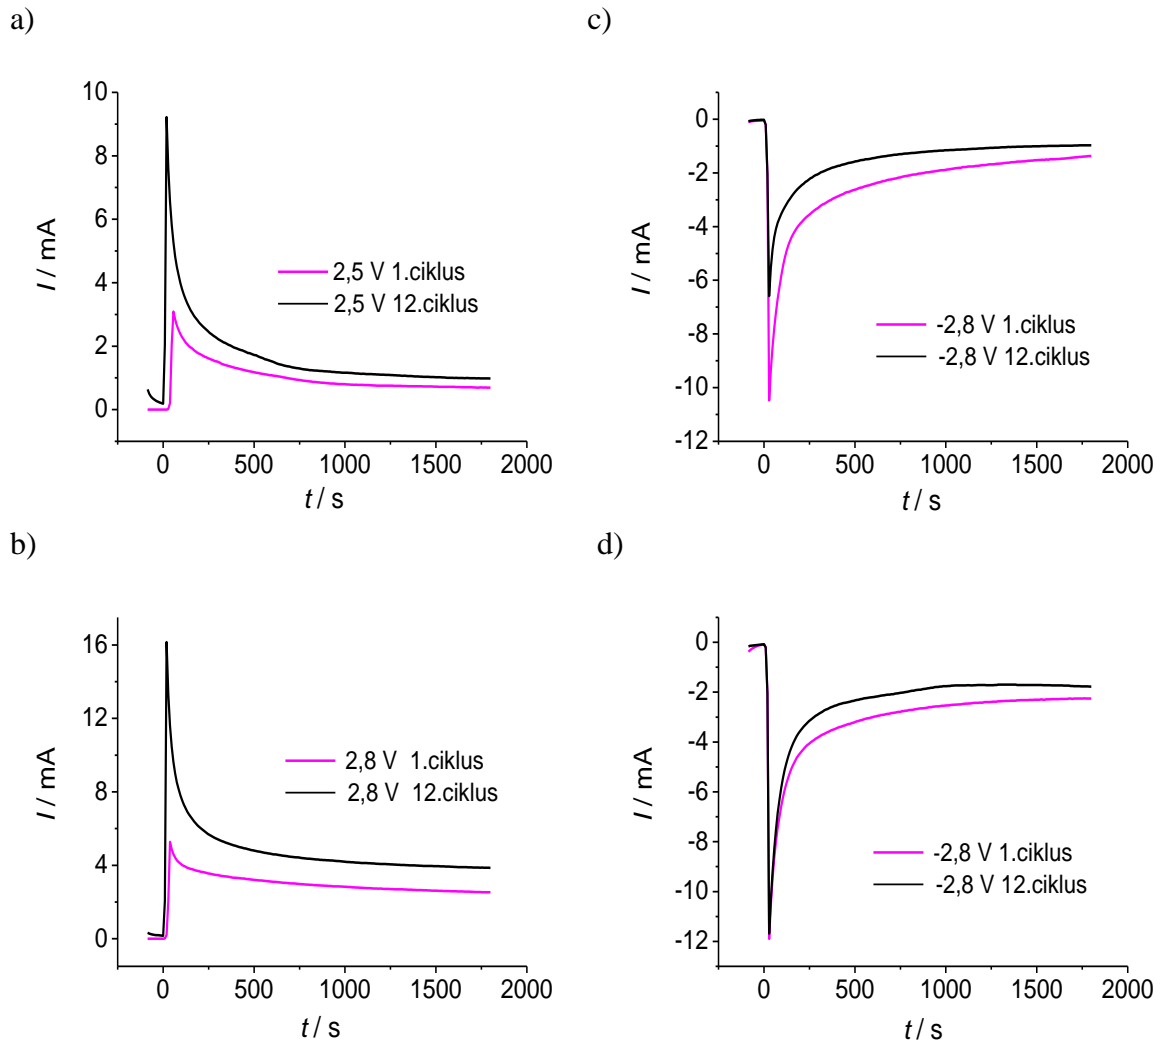 a)
10
8
6
4
2
0
I / mA
2,5 V 1.ciklus
2,5 V 12.ciklus
0 500 1000 1500 2000
t / s
c)
0
-2
-4
-6
-8
-10
-12
I / mA
-2,8 V 1.ciklus
-2,8 V 12.ciklus
0 500 1000 1500 2000
t / s
b)
16
12
8
4
0
I / mA
2,8 V 1.ciklus
2,8 V 12.ciklus
0 500 1000 1500 2000
t / s
d)
0
-2
-4
-6
-8
-10
-12
I / mA
-2,8 V 1.ciklus
-2,8 V 12.ciklus
0 500 1000 1500 2000
t / s